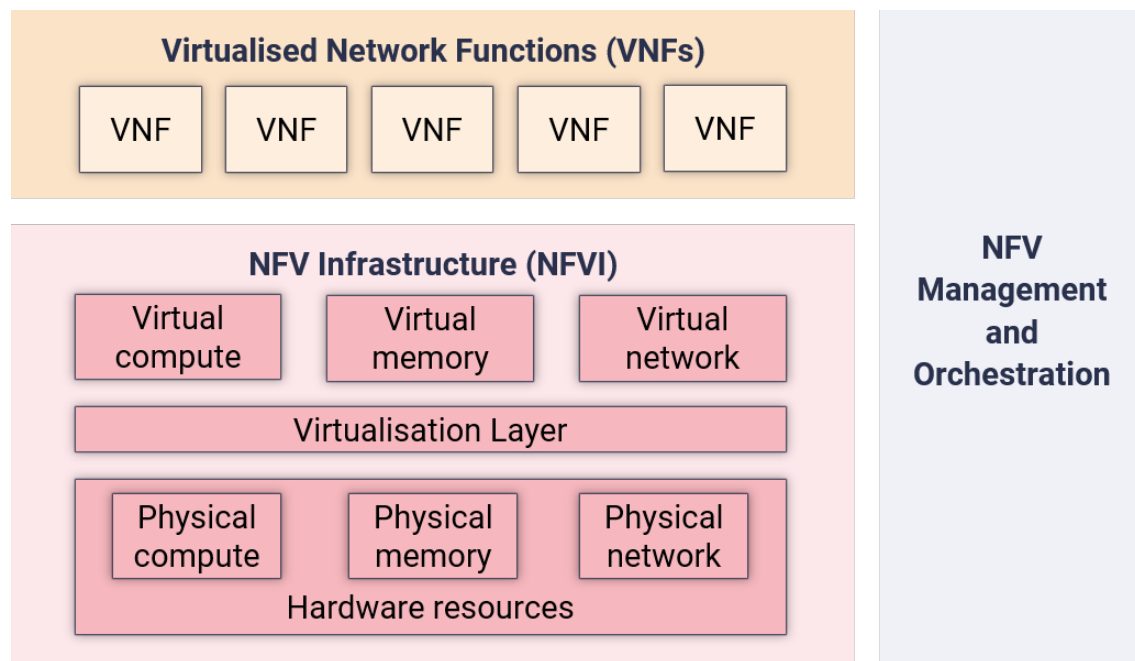 Virtualised Network Functions (VNFs)
VNF
VNF
VNF
VNF
VNF
NFV Infrastructure (NFVI)
Virtual
compute
Virtual
memory
Virtual
network
Virtualisation Layer
Physical
compute
Physical
memory
Physical
network
Hardware resources
NFV
Management
and
Orchestration